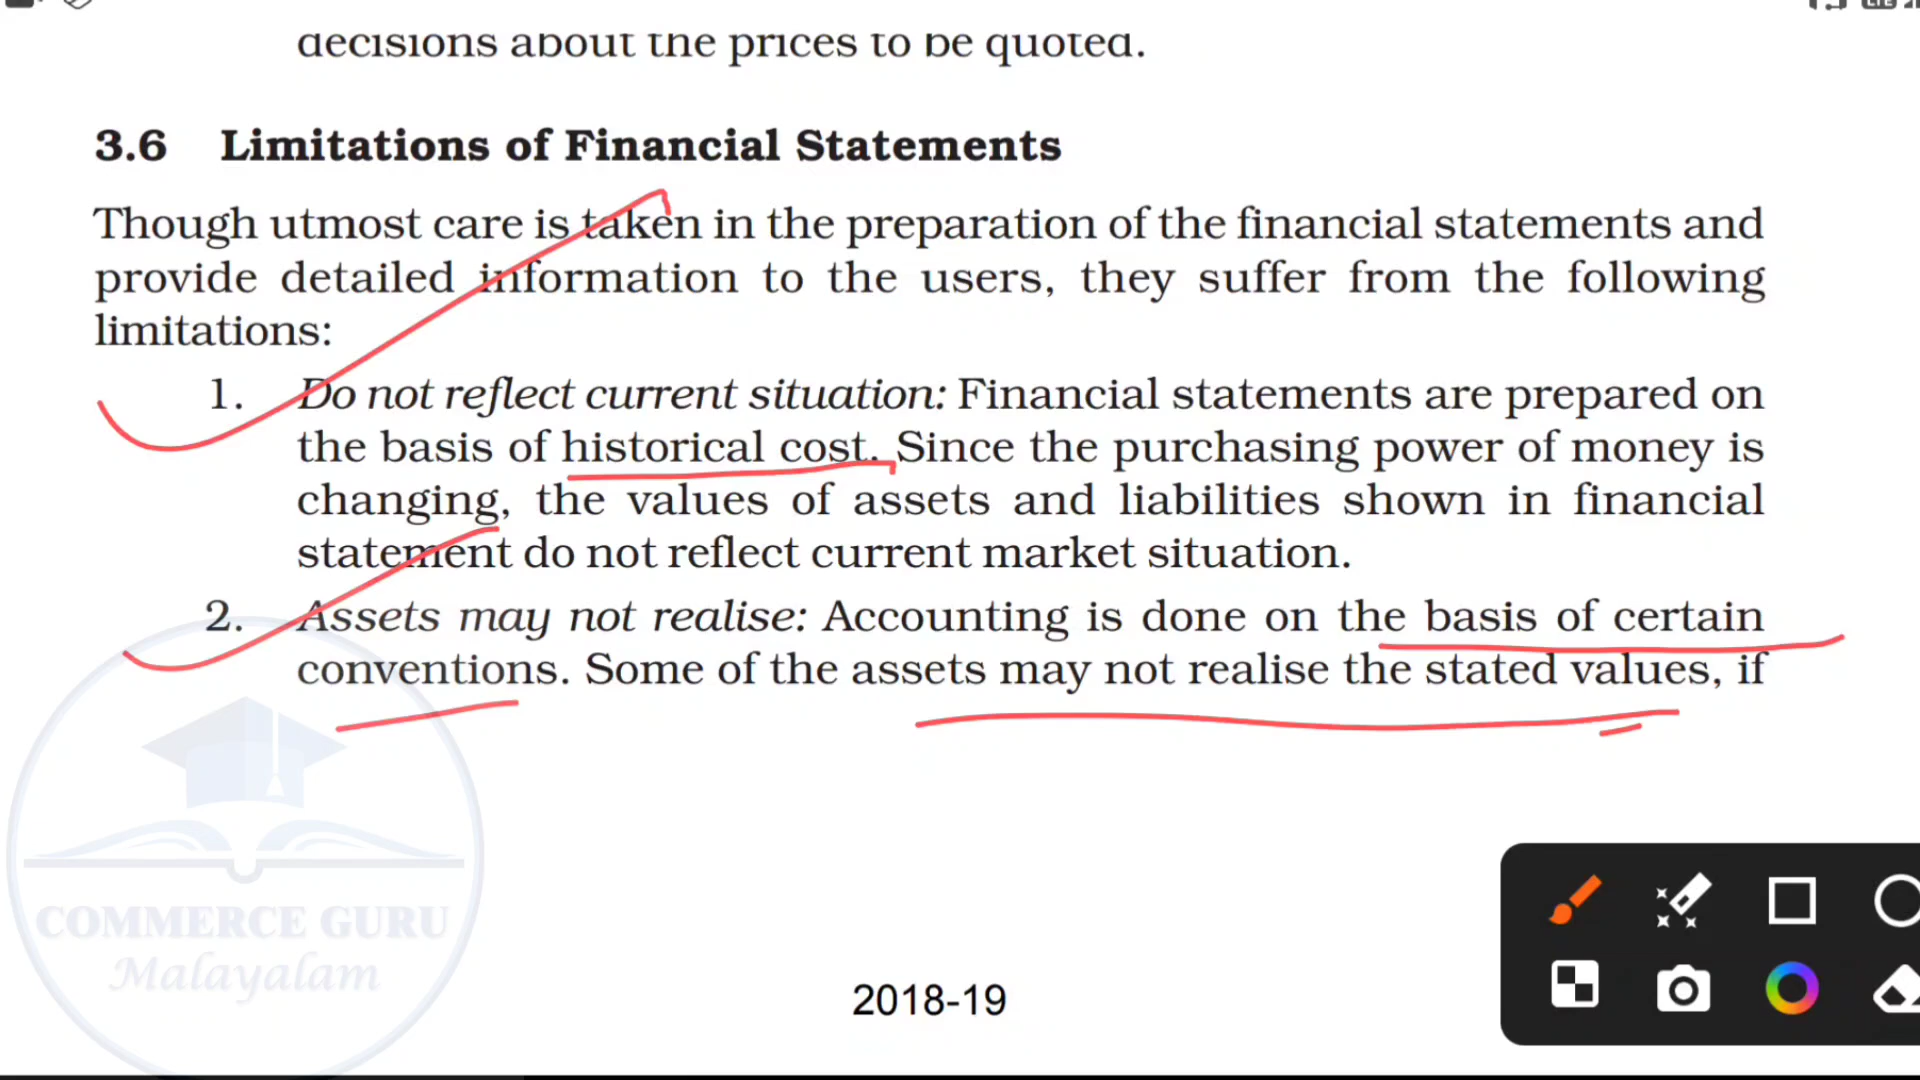 decisions about the prices to be quoted.
3.6 Limitations of Financial Statements
Though utmost care is taken in the preparation of the financial statements and
provide detailed information to the users, they suffer from the following
limitations:
1. Do not reflect current situation: Financial statements are prepared on
the basis of historical cost. Since the purchasing power of money is
changing, the values of assets and liabilities shown in financial
statement do not reflect current market situation.
2. Assets may not realise: Accounting is done on the basis of certain
conventions. Some of the assets may not realise the stated values, if
COMMERCE GURU
Malayalam
2018-19